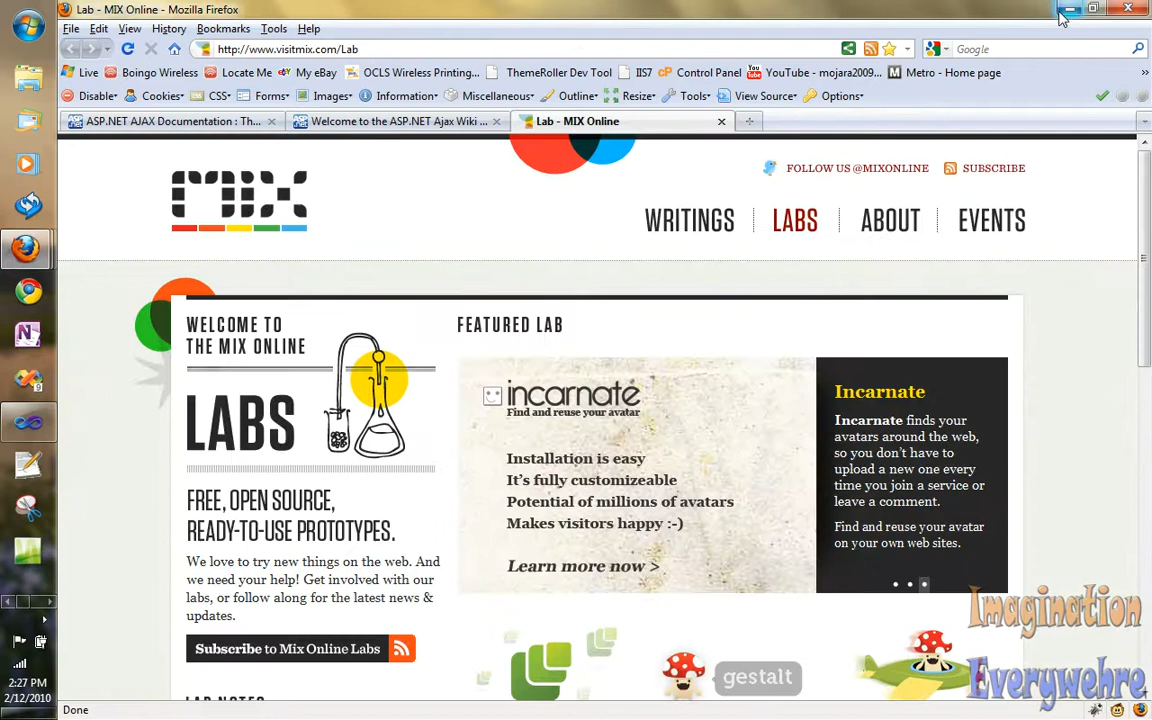 Lab - MIX Online - Mozilla Firefox
File Edit View History Bookmarks Tools Help
http://www.visitmix.com/Lab
Google
Live Boingo Wireless Locate Me My eBay OCLS Wireless Printing... ThemeRoller Dev Tool IIS7 cP Control Panel YouTube - mojara2009... M Metro - Home page »
Disable Cookies CSS Forms Images Information Miscellaneous Outline Resize Tools View Source Options
ASP.NET AJAX Documentation : Th... Welcome to the ASP.NET Ajax Wiki ... Lab - MIX Online
mix
FOLLOW US @MIXONLINE SUBSCRIBE
WRITINGS LABS ABOUT EVENTS
WELCOME TO
THE MIX ONLINE
LABS
FREE, OPEN SOURCE,
READY-TO-USE PROTOTYPES.
We love to try new things on the web. And
we need your help! Get involved with our
labs, or follow along for the latest news &
updates.
Subscribe to Mix Online Labs
LAB NOTES
FEATURED LAB
incarnate
Find and reuse your avatar
Installation is easy
It's fully customizeable
Potential of millions of avatars
Makes visitors happy :-)
Learn more now >
Incarnate
Incarnate finds your
avatars around the web,
so you don't have to
upload a new one every
time you join a service or
leave a comment.
Find and reuse your avatar
on your own web sites.
gestalt
Imagination
Everywehre
2:27 PM
2/12/2010
Done